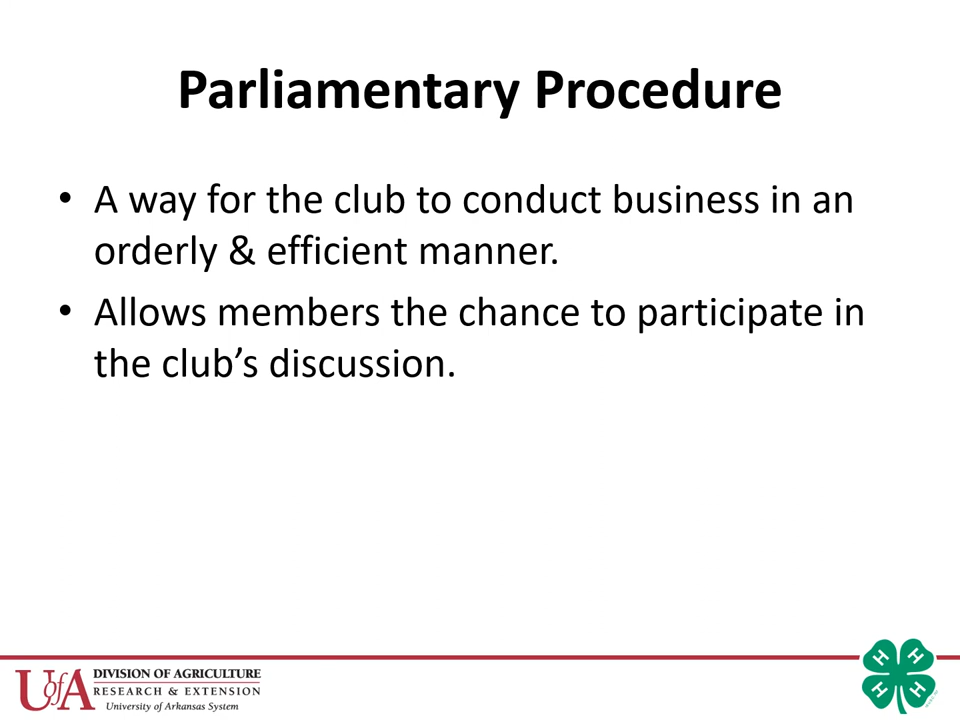 Parliamentary Procedure
• A way for the club to conduct business in an
orderly & efficient manner.
• Allows members the chance to participate in
the club’s discussion.
UofA
DIVISION OF AGRICULTURE
RESEARCH & EXTENSION
University of Arkansas System
H H
H H